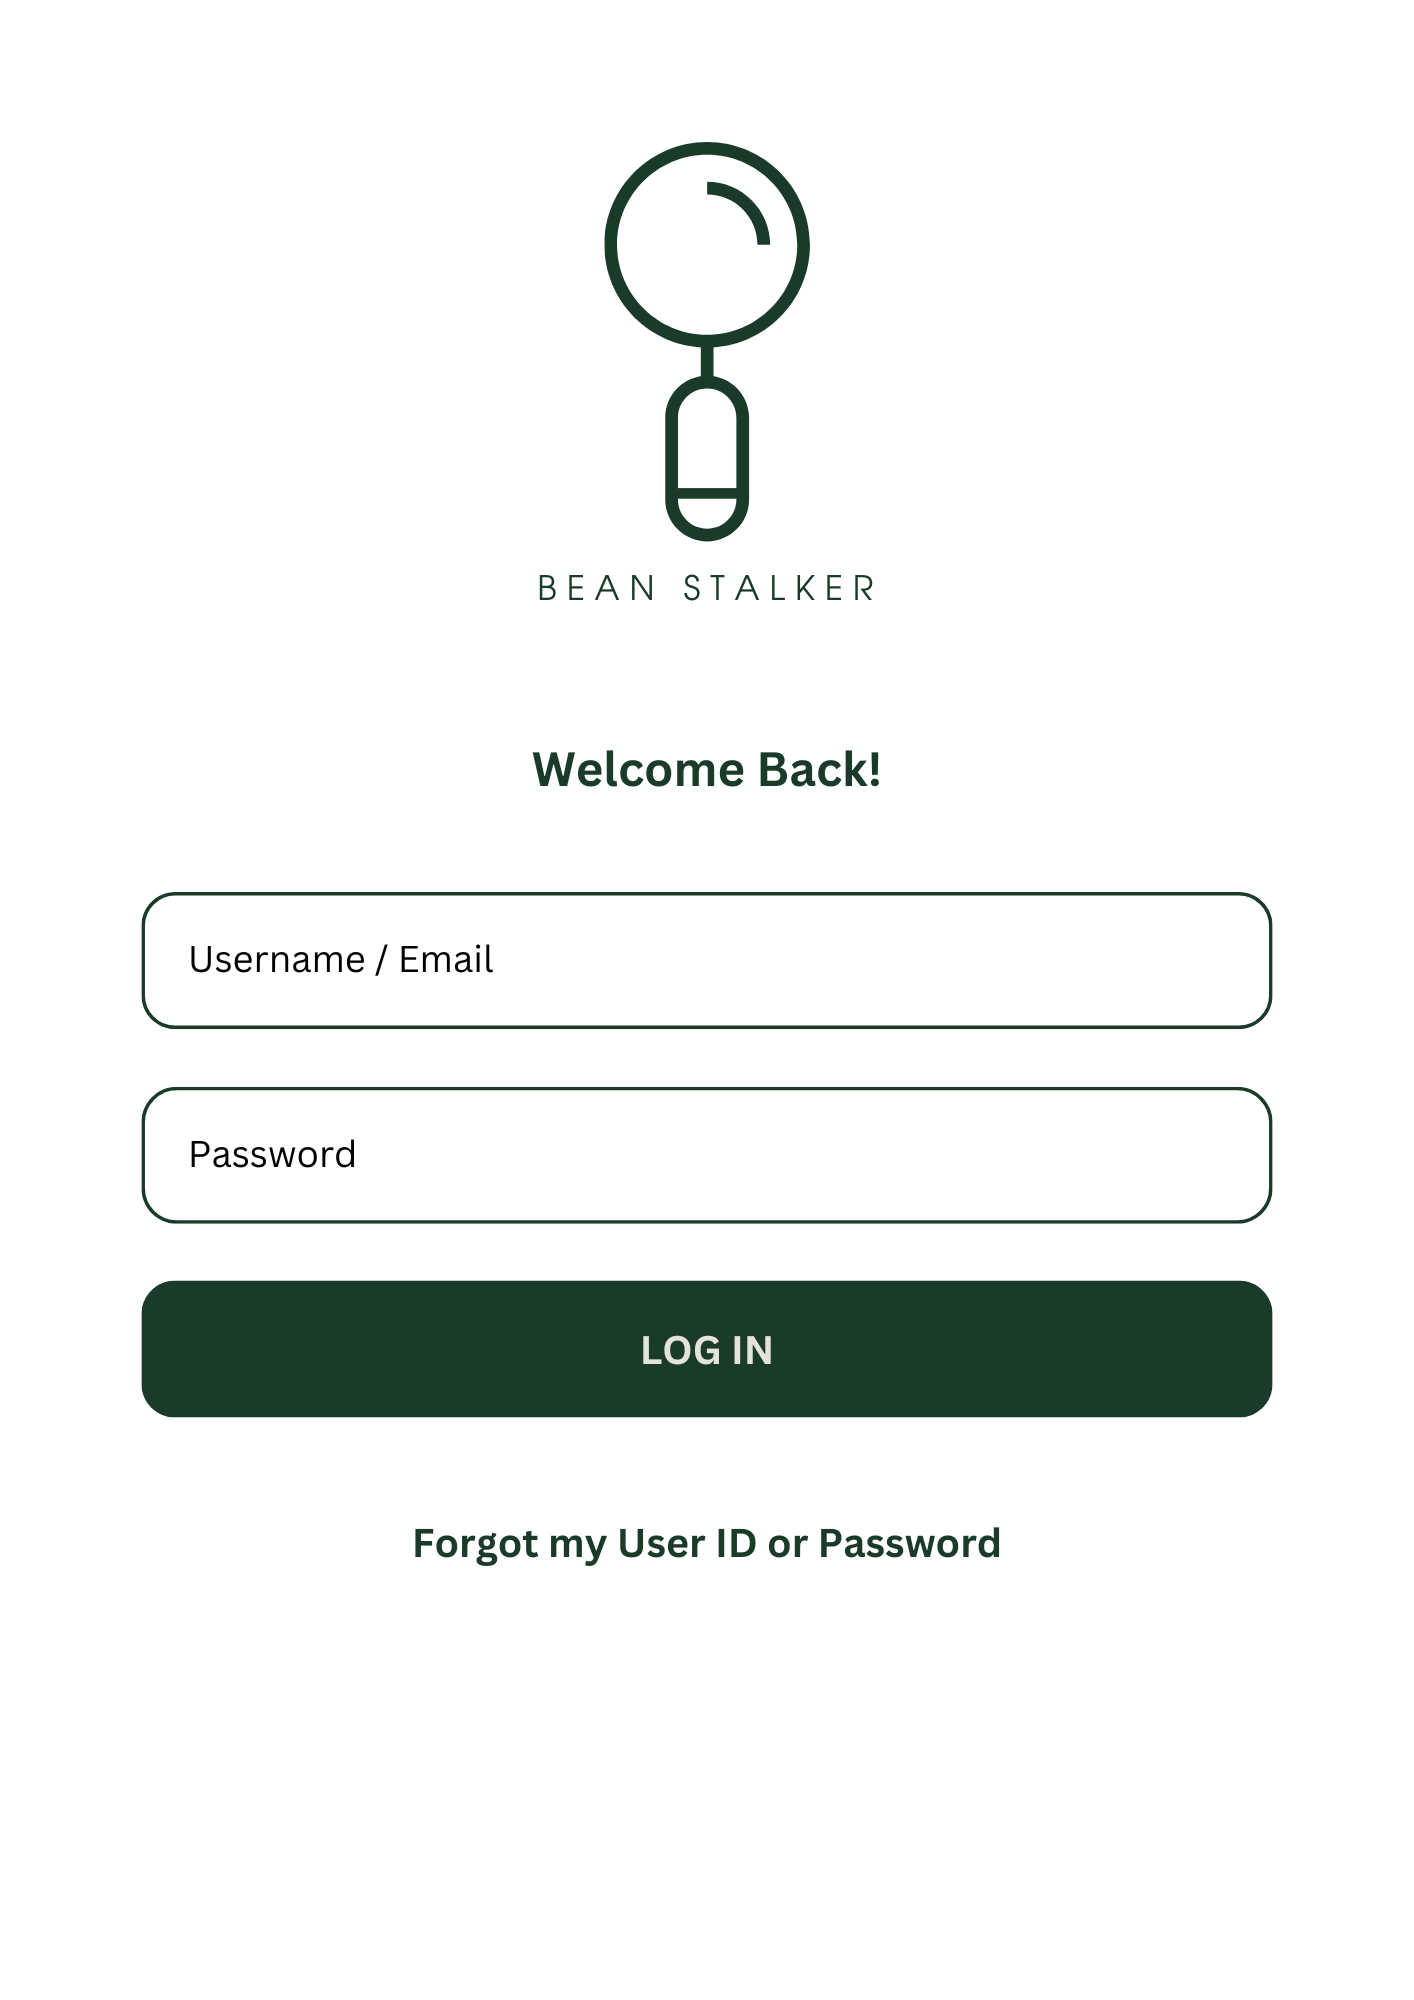 BEAN STALKER
Welcome Back!
Username / Email
Password
LOG IN
Forgot my User ID or Password